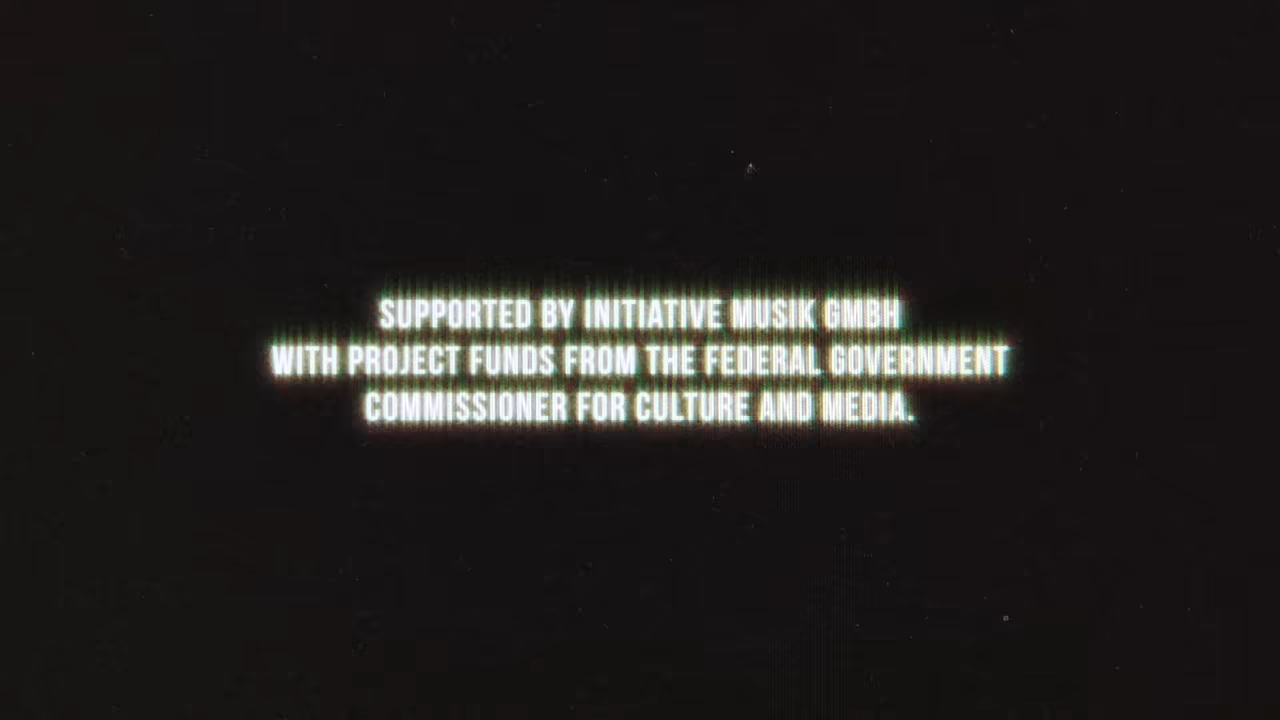 SUPPORTED BY INITIATIVE MUSIK GMBH
WITH PROJECT FUNDS FROM THE FEDERAL GOVERNMENT
COMMISSIONER FOR CULTURE AND MEDIA.